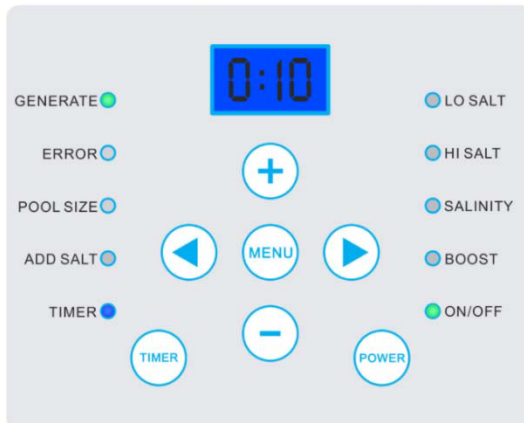 0:10
GENERATE
LO SALT
ERROR
HI SALT
POOL SIZE
SALINITY
ADD SALT
MENU
BOOST
TIMER
ON/OFF
TIMER
POWER